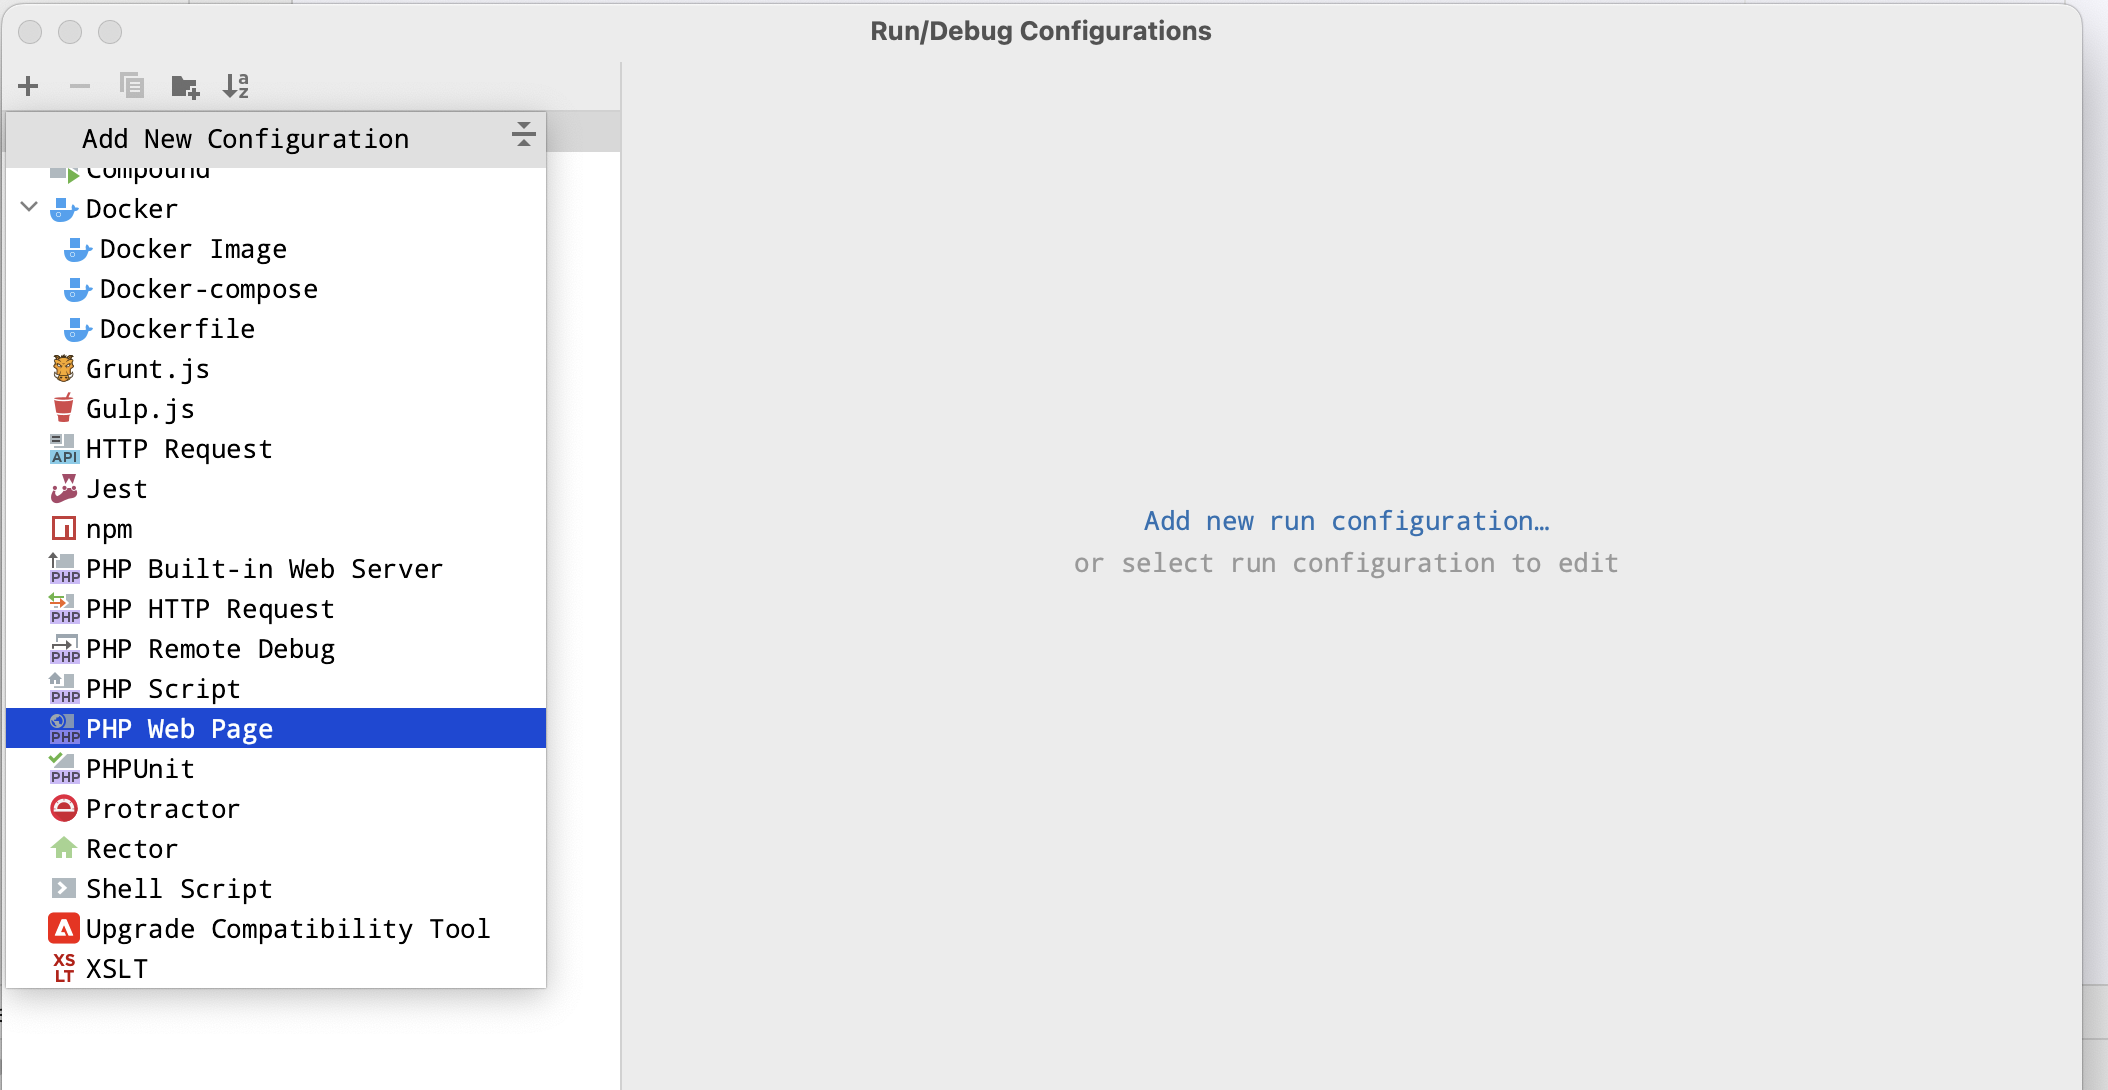 Run/Debug Configurations
Add New Configuration
Compound
Docker
Docker Image
Docker-compose
Dockerfile
Grunt.js
Gulp.js
API HTTP Request
Jest
npm
PHP PHP Built-in Web Server
PHP PHP HTTP Request
PHP PHP Remote Debug
PHP PHP Script
PHP PHP Web Page
PHP PHPUnit
Protractor
Rector
Shell Script
Upgrade Compatibility Tool
XSLT XSLT
Add new run configuration…
or select run configuration to edit